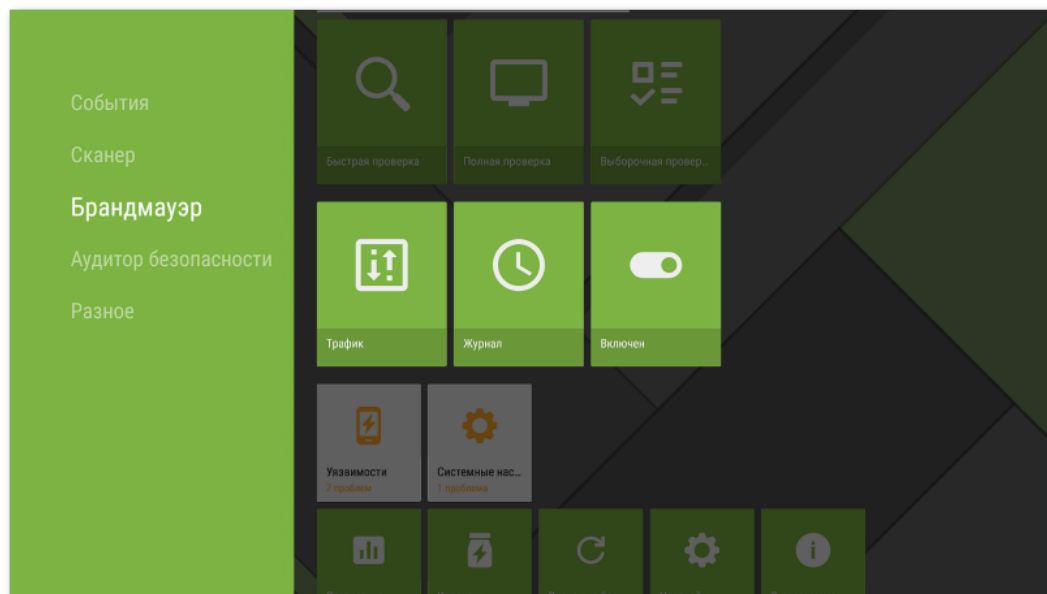 События
Сканер
Брандмауэр
Аудитор безопасности
Разное
Быстрая проверка
Полная проверка
Выборочная провер..
Трафик
Журнал
Включен
Уязвимости
7 проблем
Системные нас...
1 проблема